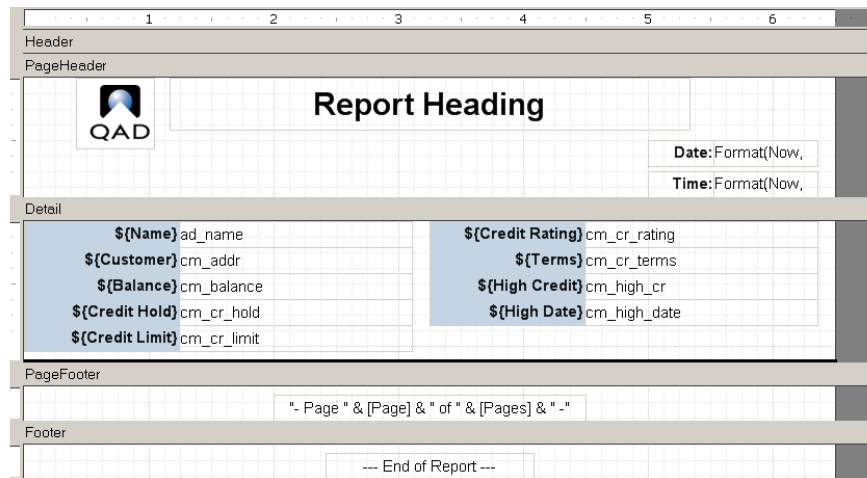 1 2 3 4 5 6
Header
PageHeader
QAD
Report Heading
Date: Format(Now,
Time: Format(Now,
Detail
${Name} ad_name ${Credit Rating} cm_cr_rating
${Customer} cm_addr ${Terms} cm_cr_terms
${Balance} cm_balance ${High Credit} cm_high_cr
${Credit Hold} cm_cr_hold ${High Date} cm_high_date
${Credit Limit} cm_cr_limit
PageFooter
"- Page " & [Page] & " of " & [Pages] & " -"
Footer
--- End of Report ---